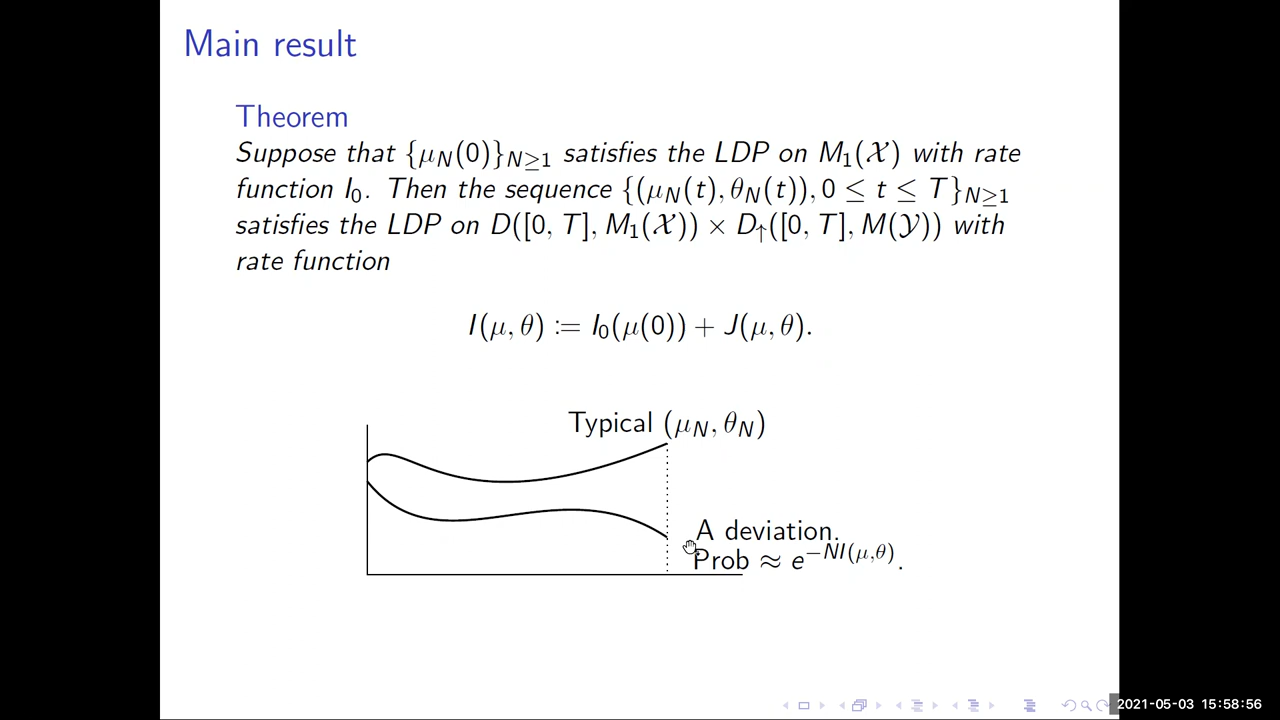 Main result
Theorem
Suppose that {μ_N(0)}_{N≥1} satisfies the LDP on M_1(𝒳) with rate
function I_0. Then the sequence {(μ_N(t), θ_N(t)), 0 ≤ t ≤ T}_{N≥1}
satisfies the LDP on D([0, T], M_1(𝒳)) × D_↑([0, T], M(𝒴)) with
rate function
I(μ, θ) := I_0(μ(0)) + J(μ, θ).
Typical (μ_N, θ_N)
A deviation.
Prob ≈ e^{−NI(μ,θ)}.
2021-05-03 15:58:56